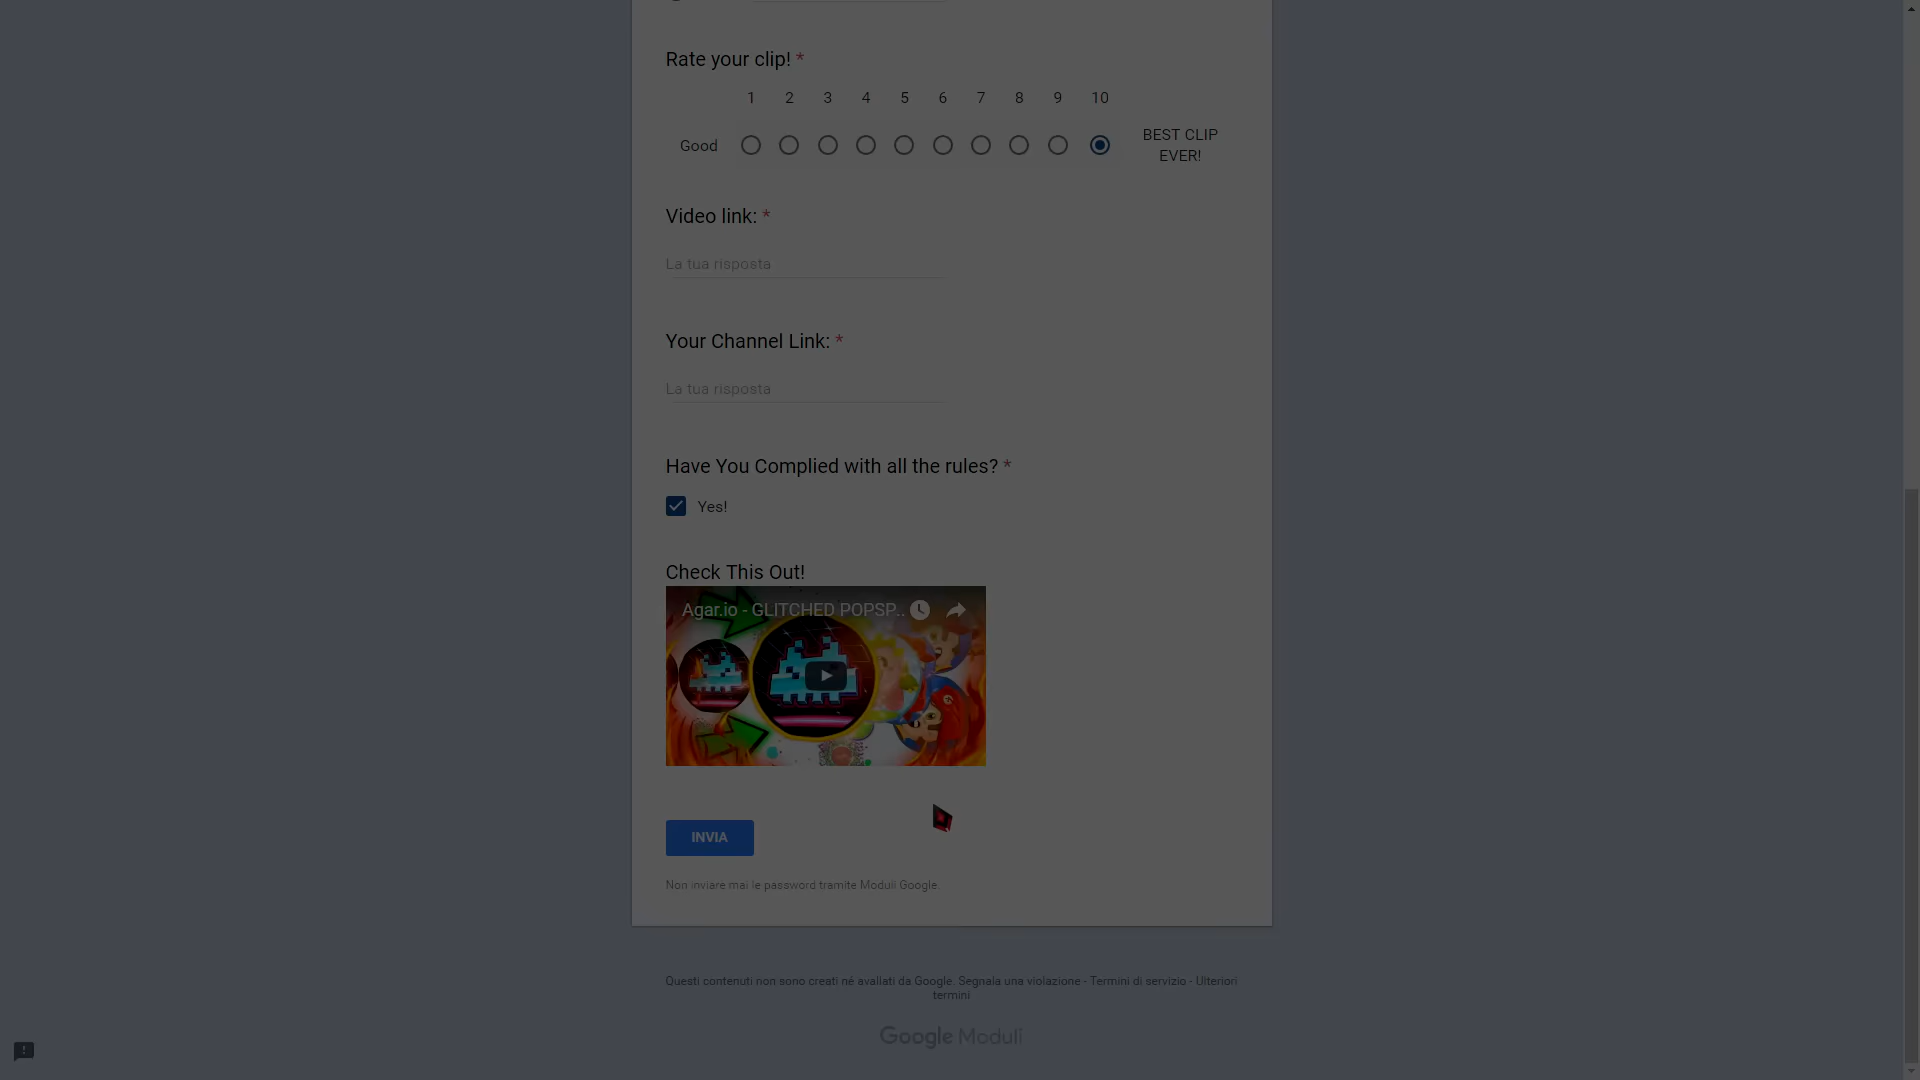 Rate your clip! *
1 2 3 4 5 6 7 8 9 10
Good
BEST CLIP
EVER!
Video link: *
La tua risposta
Your Channel Link: *
La tua risposta
Have You Complied with all the rules? *
Yes!
Check This Out!
Agar.io - GLITCHED POPSP...
INVIA
Non inviare mai le password tramite Moduli Google.
Questi contenuti non sono creati né avallati da Google. Segnala una violazione - Termini di servizio - Ulteriori
termini
Google Moduli